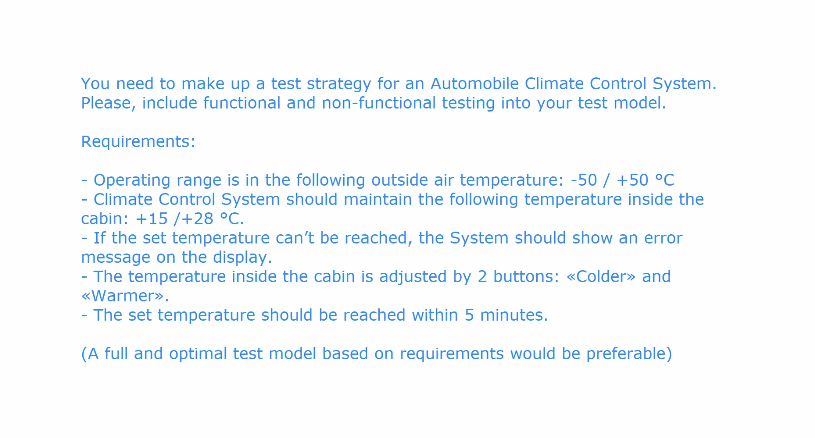 You need to make up a test strategy for an Automobile Climate Control System.
Please, include functional and non-functional testing into your test model.
Requirements:
- Operating range is in the following outside air temperature: -50 / +50 °C
- Climate Control System should maintain the following temperature inside the
cabin: +15 /+28 °C.
- If the set temperature can’t be reached, the System should show an error
message on the display.
- The temperature inside the cabin is adjusted by 2 buttons: «Colder» and
«Warmer».
- The set temperature should be reached within 5 minutes.
(A full and optimal test model based on requirements would be preferable)